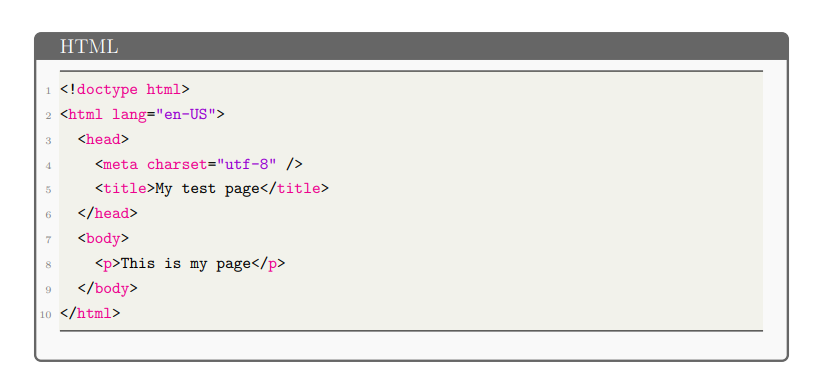 HTML
1 <!doctype html>
2 <html lang="en-US">
3   <head>
4     <meta charset="utf-8" />
5     <title>My test page</title>
6   </head>
7   <body>
8     <p>This is my page</p>
9   </body>
10 </html>